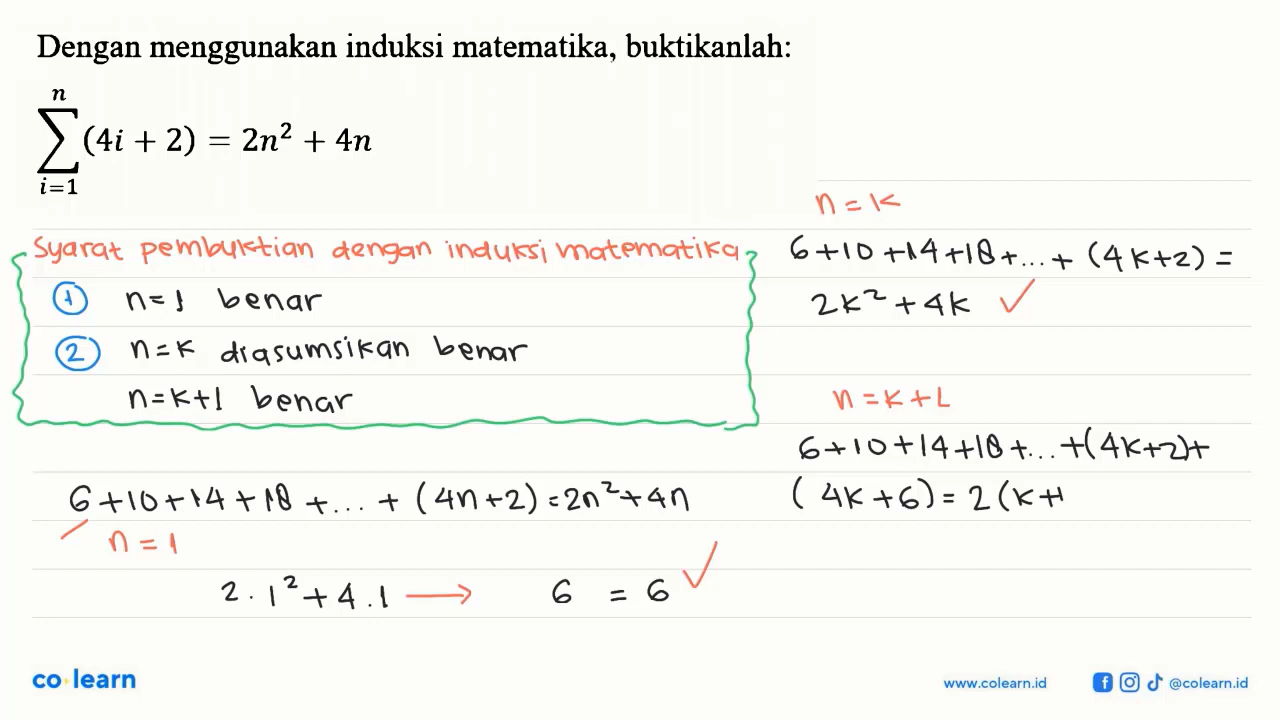 Dengan menggunakan induksi matematika, buktikanlah:
n
∑ (4i + 2) = 2n² + 4n
i=1
Syarat pembuktian dengan induksi matematika
1 n=1 benar
2 n=k diasumsikan benar
n=k+1 benar
6+10+14+18+...+(4n+2)=2n²+4n
n=1
2.1²+4.1 → 6 = 6 ✓
n=k
6+10+14+18+...+(4k+2)=
2k²+4k ✓
n=k+1
6+10+14+18+...+(4k+2)+
(4k+6)=2(k+
co learn
www.colearn.id
@colearn.id